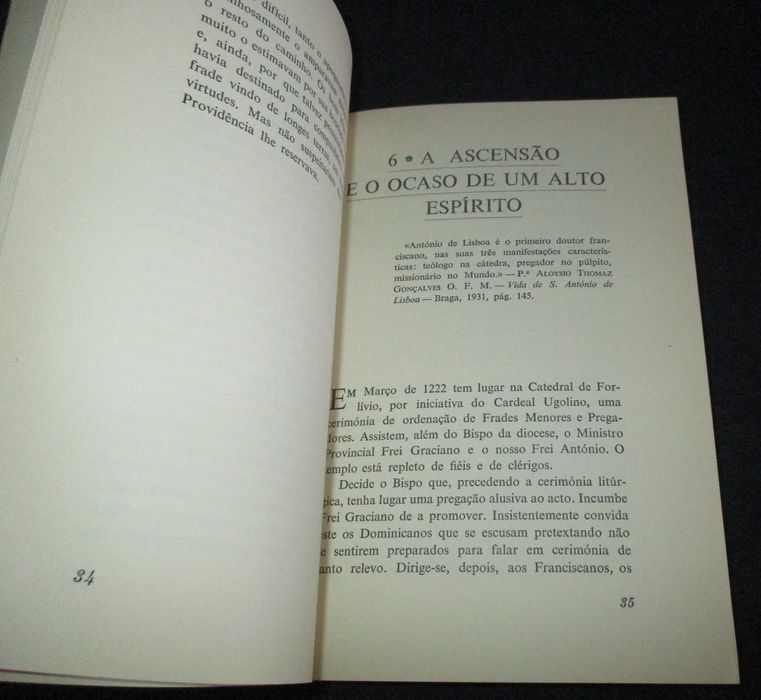 difícil, tanto o
o amparavam
o resto do caminho. Os
muito o estimavam por sua
e, ainda, por que talvez
havia destinado para
frade vindo de longes terras,
virtudes. Mas não
Providência lhe reservava.
34
6 • A ASCENSÃO
E O OCASO DE UM ALTO
ESPÍRITO
«António de Lisboa é o primeiro doutor fran-
ciscano, nas suas três manifestações caracterís-
ticas: teólogo na cátedra, pregador no púlpito,
missionário no Mundo.» — P.e ALOYSIO THOMAZ
GONÇALVES O. F. M. — Vida de S. António de
Lisboa — Braga, 1931, pág. 145.
EM Março de 1222 tem lugar na Catedral de For-
lívio, por iniciativa do Cardeal Ugolino, uma
cerimónia de ordenação de Frades Menores e Prega-
dores. Assistem, além do Bispo da diocese, o Ministro
Provincial Frei Graciano e o nosso Frei António. O
emplo está repleto de fiéis e de clérigos.
Decide o Bispo que, precedendo a cerimónia litúr-
gica, tenha lugar uma pregação alusiva ao acto. Incumbe
Frei Graciano de a promover. Insistentemente convida
este os Dominicanos que se escusam pretextando não
e sentirem preparados para falar em cerimónia de
anto relevo. Dirige-se, depois, aos Franciscanos, os
35